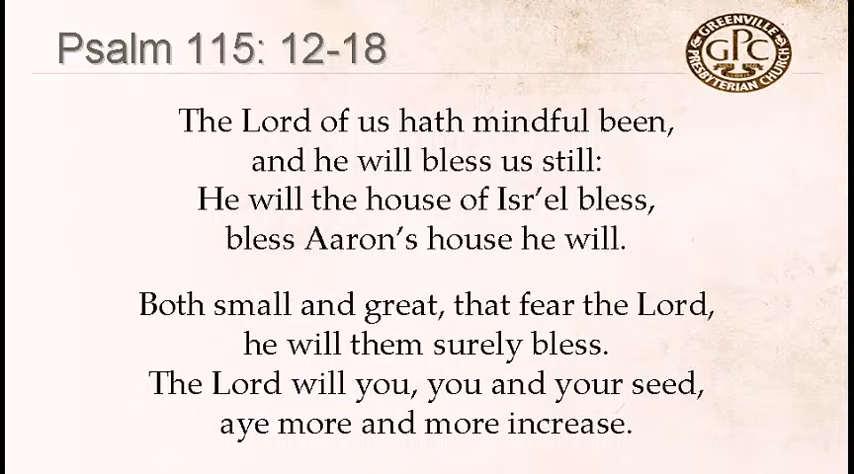 Psalm 115: 12-18
GREENVILLE
GPC
PRESBYTERIAN CHURCH
The Lord of us hath mindful been,
and he will bless us still:
He will the house of Isr’el bless,
bless Aaron’s house he will.
Both small and great, that fear the Lord,
he will them surely bless.
The Lord will you, you and your seed,
aye more and more increase.